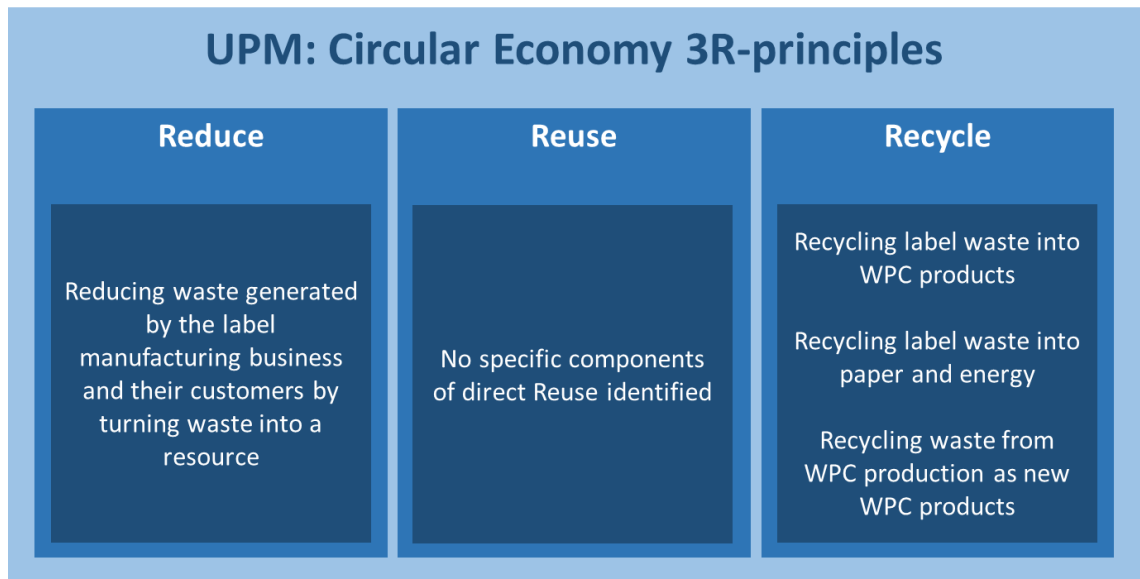 UPM: Circular Economy 3R-principles
Reduce
Reducing waste generated
by the label
manufacturing business
and their customers by
turning waste into a
resource
Reuse
No specific components
of direct Reuse identified
Recycle
Recycling label waste into
WPC products
Recycling label waste into
paper and energy
Recycling waste from
WPC production as new
WPC products